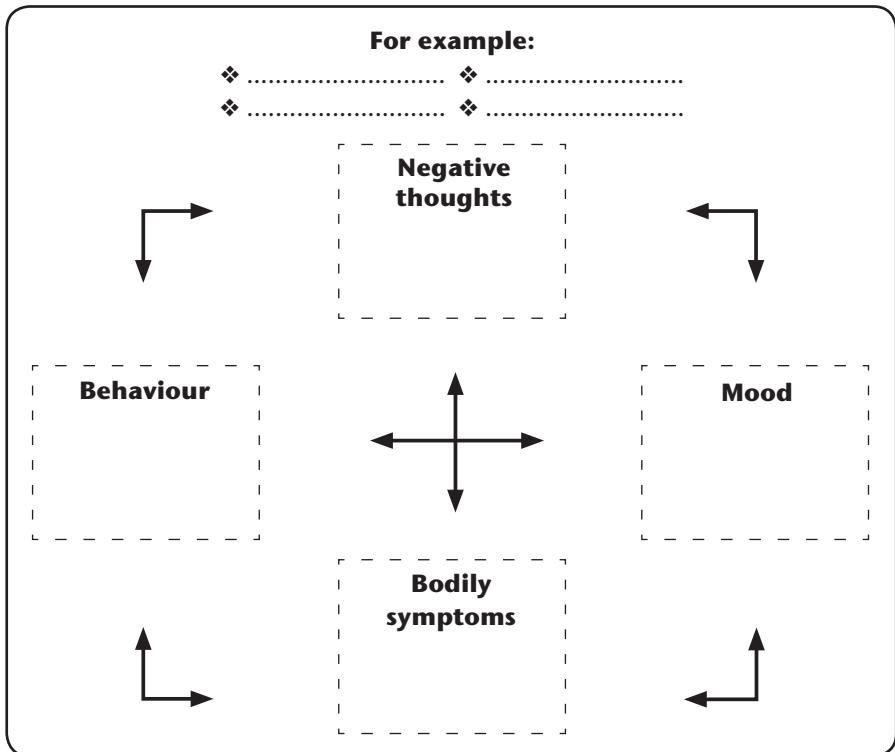 For example:
❖ ............................ ❖ ............................
❖ ............................ ❖ ............................
Negative
thoughts
Behaviour
Mood
Bodily
symptoms